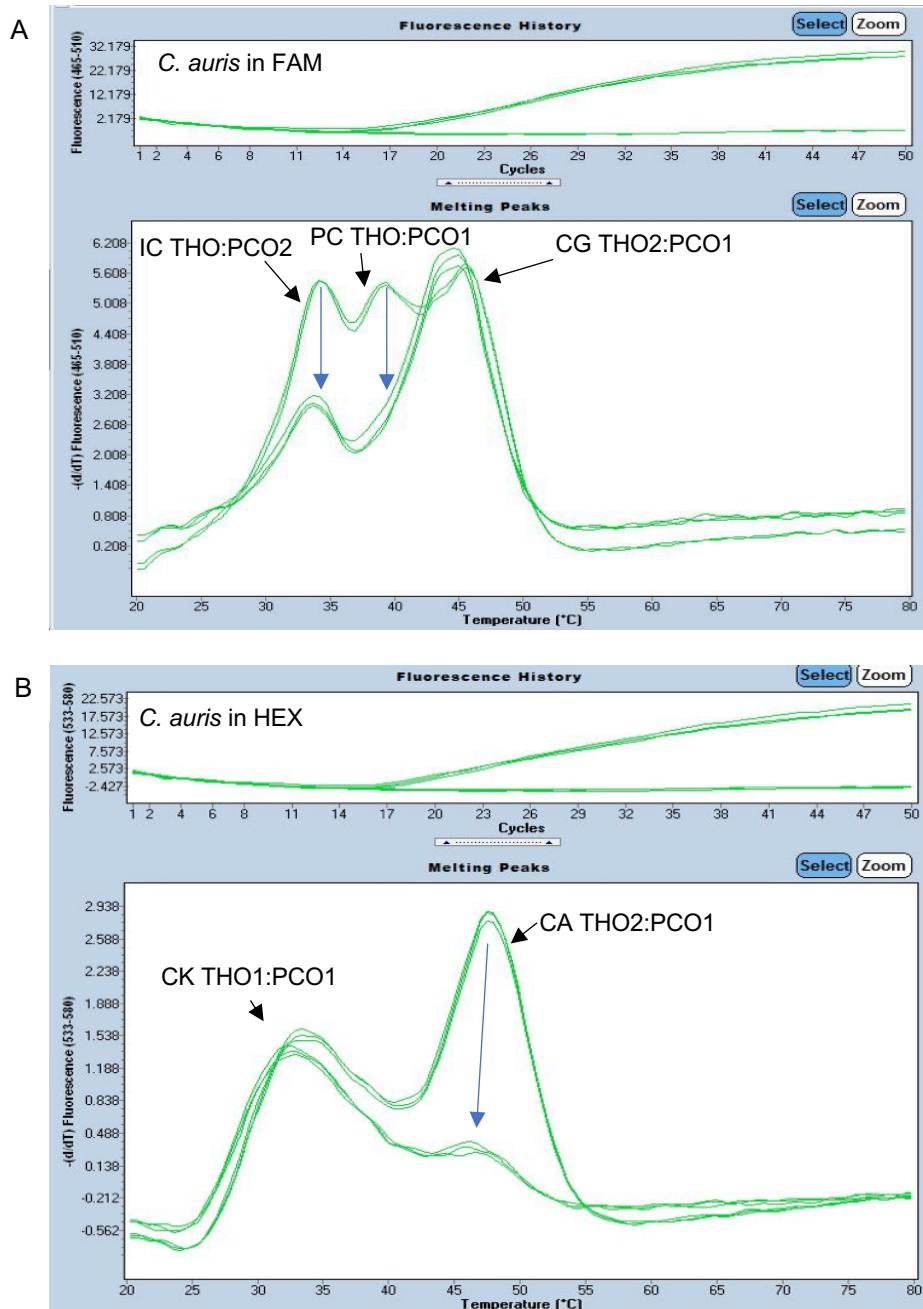 A
Fluorescence History
Select Zoom
Fluorescence (465-510)
32.179
22.179
12.179
2.179
C. auris in FAM
1 2 4 6 8 11 14 17 20 23 26 29 32 35 38 41 44 47 50
Cycles
Melting Peaks
Select Zoom
-(d/dT) Fluorescence (465-510)
6.208
5.608
5.008
4.408
3.808
3.208
2.608
2.008
1.408
0.808
0.208
IC THO:PCO2
PC THO:PCO1
CG THO2:PCO1
20 25 30 35 40 45 50 55 60 65 70 75 80
Temperature (°C)
B
Fluorescence History
Select Zoom
Fluorescence (533-580)
22.573
17.573
12.573
7.573
2.573
-2.427
C. auris in HEX
1 2 4 6 8 11 14 17 20 23 26 29 32 35 38 41 44 47 50
Cycles
Melting Peaks
Select Zoom
-(d/dT) Fluorescence (533-580)
2.938
2.588
2.238
1.888
1.538
1.188
0.838
0.488
0.138
-0.212
-0.562
CK THO1:PCO1
CA THO2:PCO1
20 25 30 35 40 45 50 55 60 65 70 75 80
Temperature (°C)